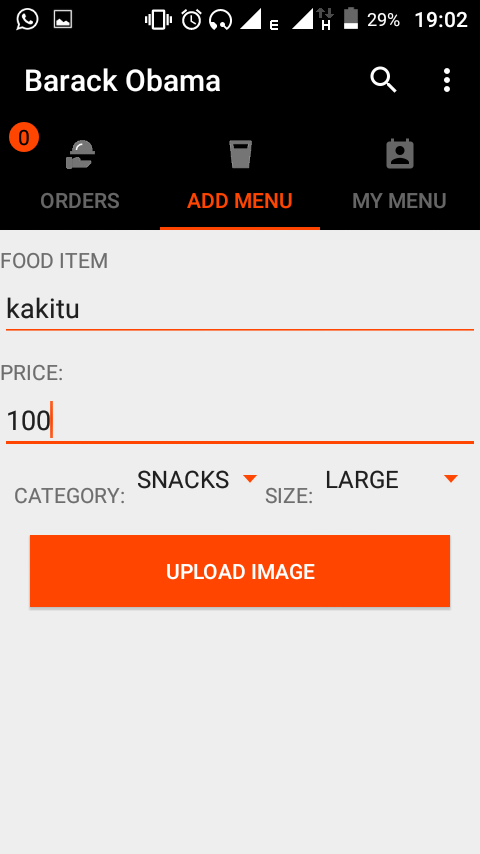 E H 29% 19:02
Barack Obama
0
ORDERS ADD MENU MY MENU
FOOD ITEM
kakitu
PRICE:
100
CATEGORY: SNACKS SIZE: LARGE
UPLOAD IMAGE